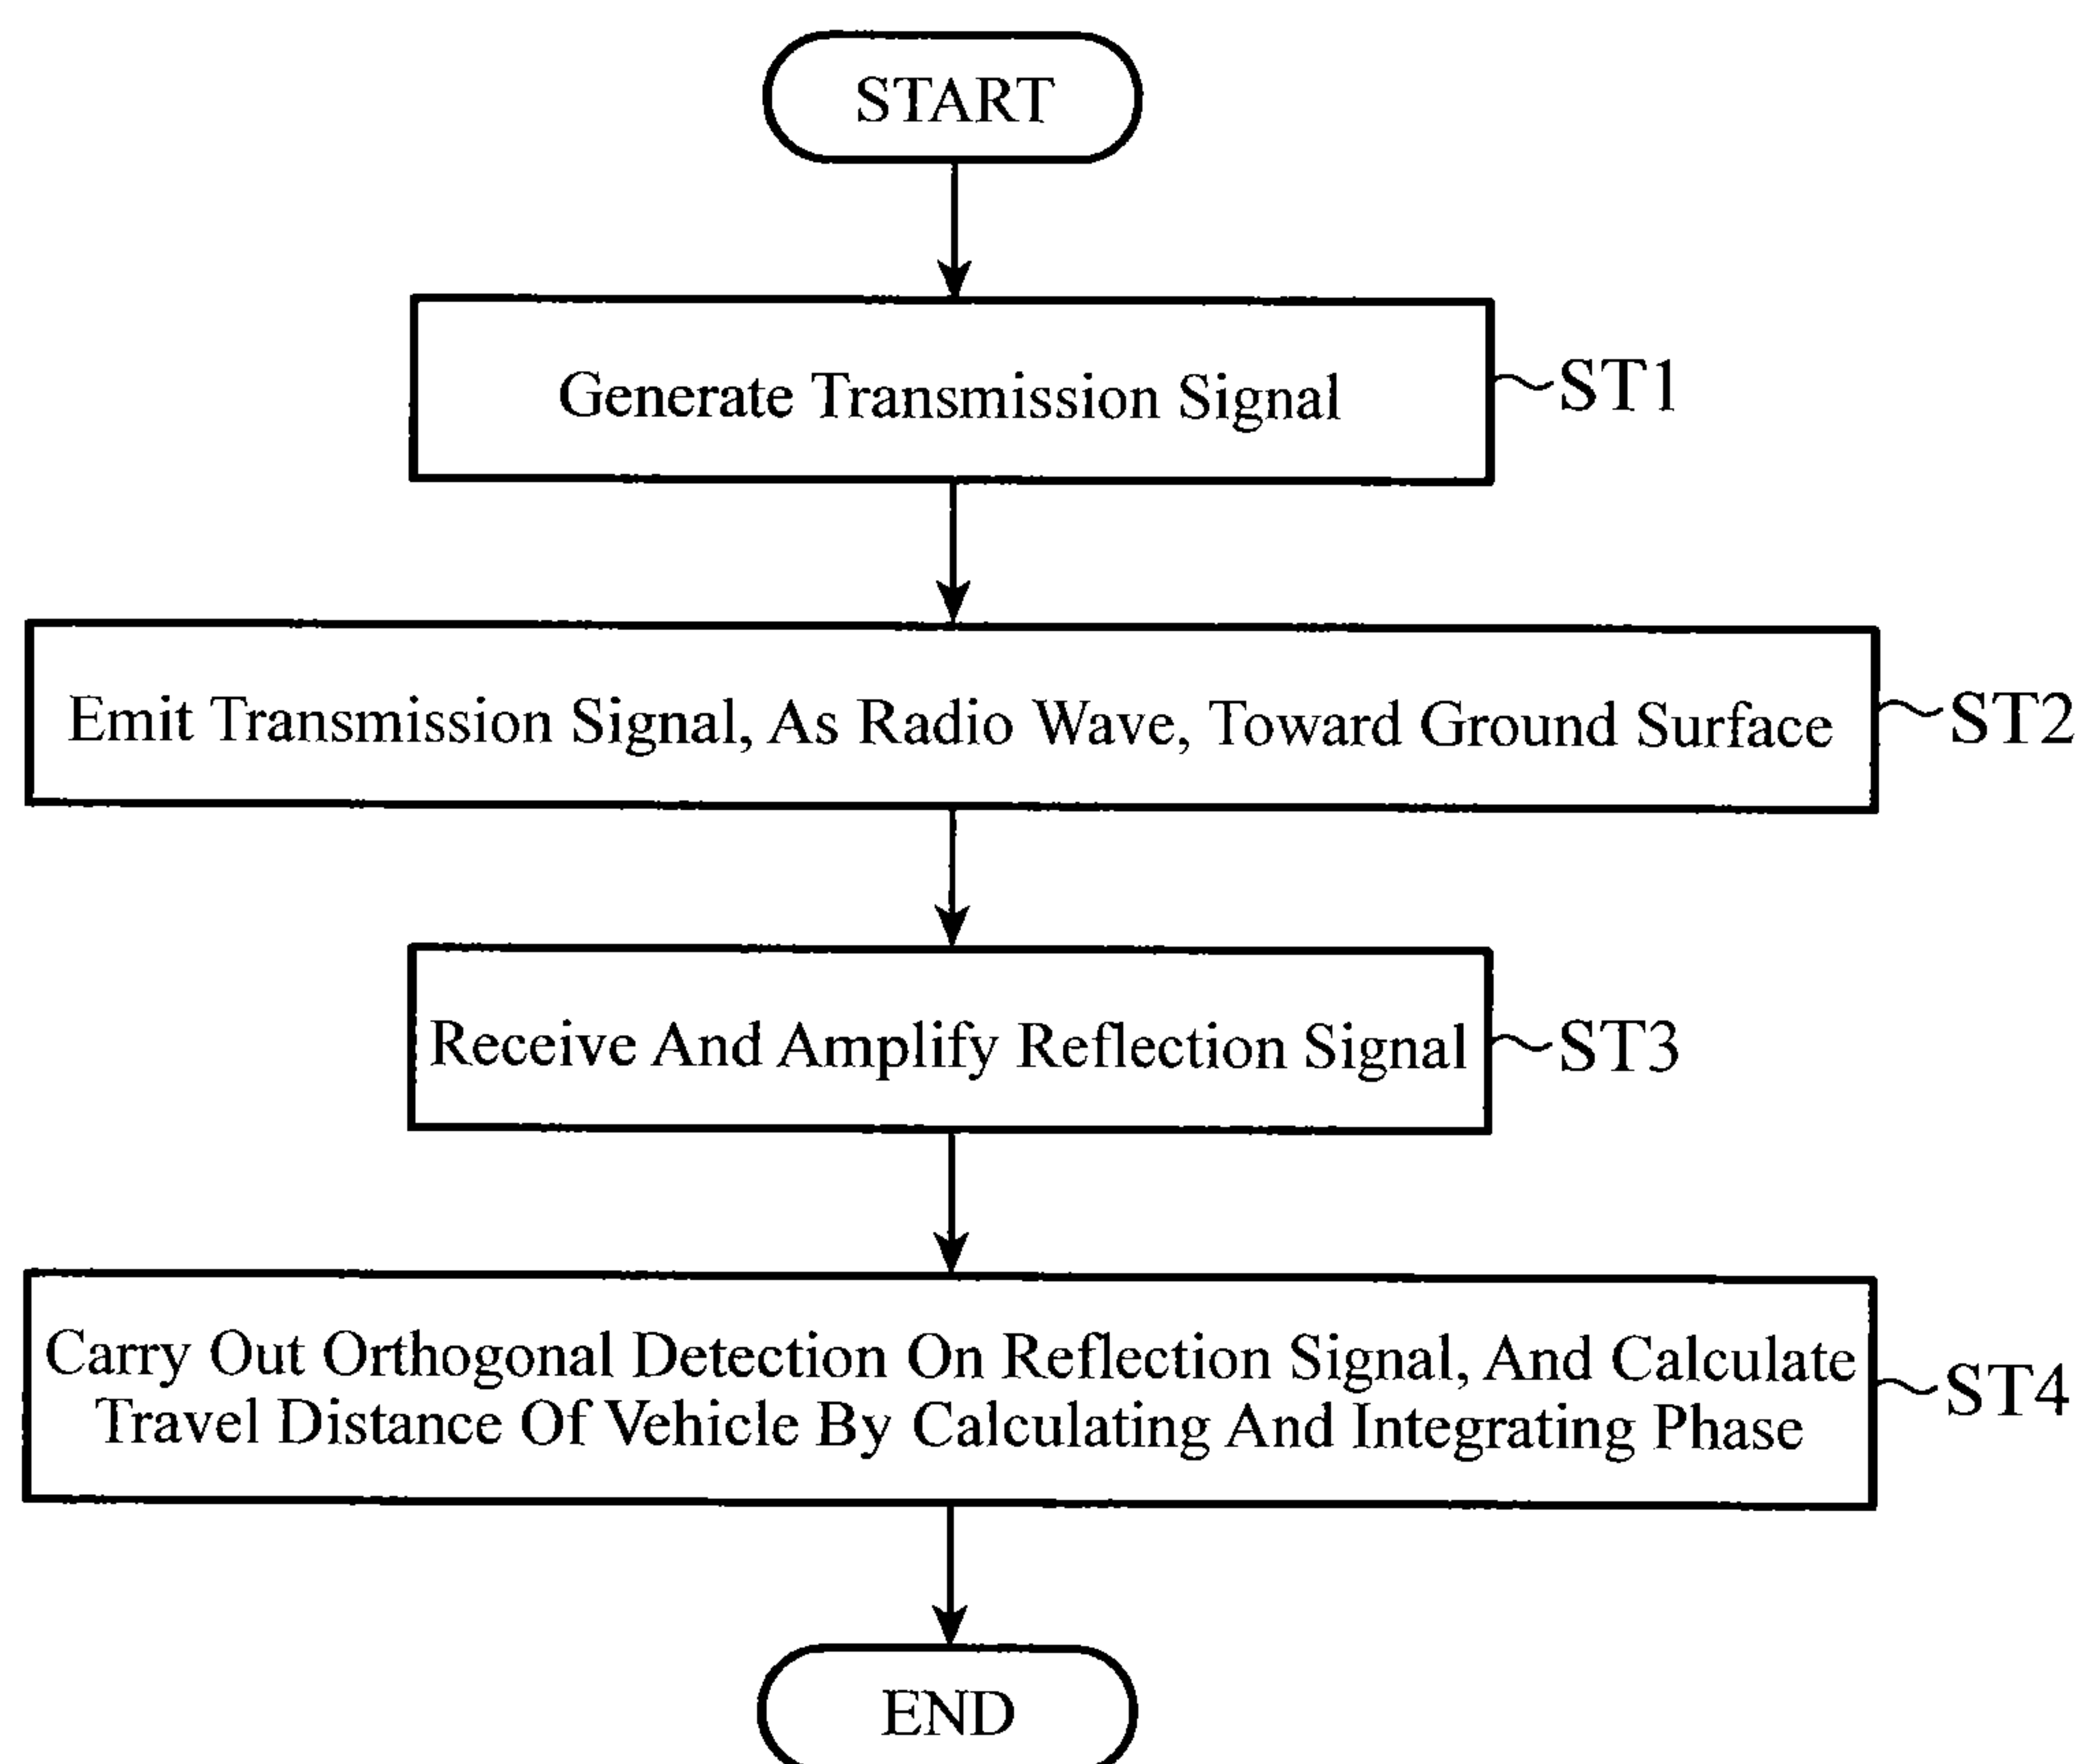 START
Generate Transmission Signal
ST1
Emit Transmission Signal, As Radio Wave, Toward Ground Surface
ST2
Receive And Amplify Reflection Signal
ST3
Carry Out Orthogonal Detection On Reflection Signal, And Calculate
Travel Distance Of Vehicle By Calculating And Integrating Phase
ST4
END